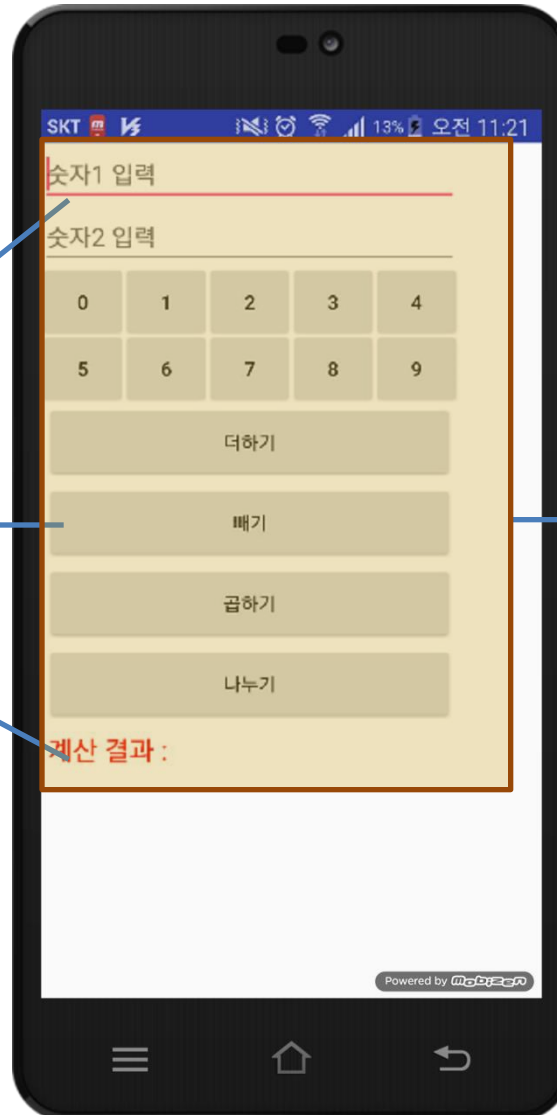 SKT 13% 오전 11:21
숫자1 입력
숫자2 입력
0 1 2 3 4
5 6 7 8 9
더하기
빼기
곱하기
나누기
계산 결과 :
Powered by mobizen